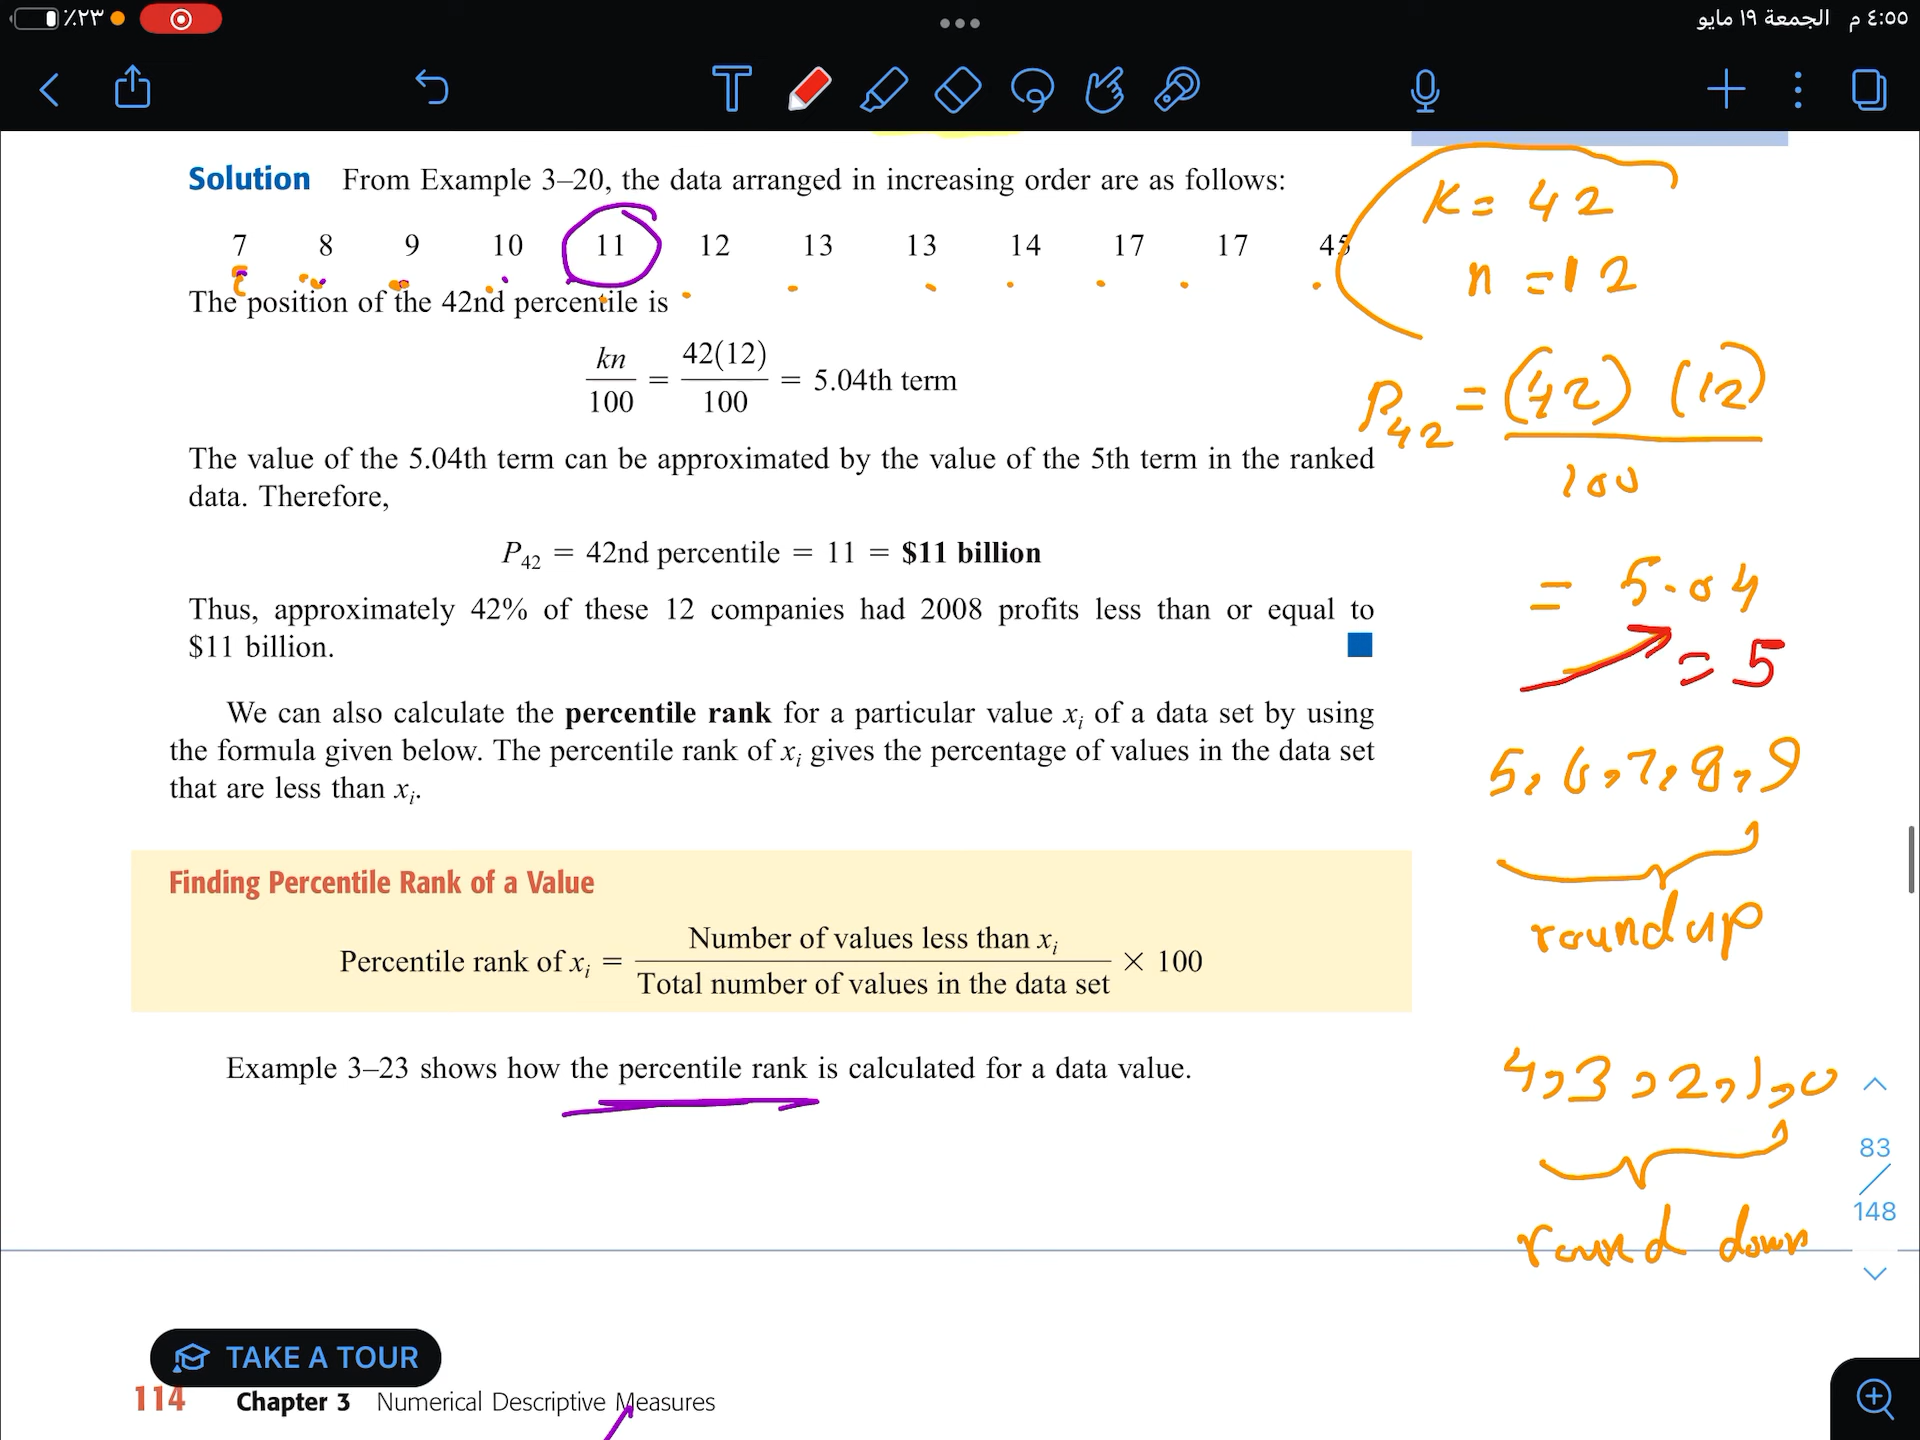 ٪٢٣
٤:٥٥ م الجمعة ١٩ مايو
Solution From Example 3–20, the data arranged in increasing order are as follows:
7 8 9 10 11 12 13 13 14 17 17 45
The position of the 42nd percentile is
kn/100 = 42(12)/100 = 5.04th term
The value of the 5.04th term can be approximated by the value of the 5th term in the ranked
data. Therefore,
P42 = 42nd percentile = 11 = $11 billion
Thus, approximately 42% of these 12 companies had 2008 profits less than or equal to
$11 billion.
We can also calculate the percentile rank for a particular value xi of a data set by using
the formula given below. The percentile rank of xi gives the percentage of values in the data set
that are less than xi.
Finding Percentile Rank of a Value
Percentile rank of xi = Number of values less than xi / Total number of values in the data set × 100
Example 3–23 shows how the percentile rank is calculated for a data value.
K = 42
n = 12
P42 = (42) (12)
100
= 5.04
= 5
5, 6, 7, 8, 9
round up
4, 3, 2, 1, 0
round down
83
148
TAKE A TOUR
114 Chapter 3 Numerical Descriptive Measures